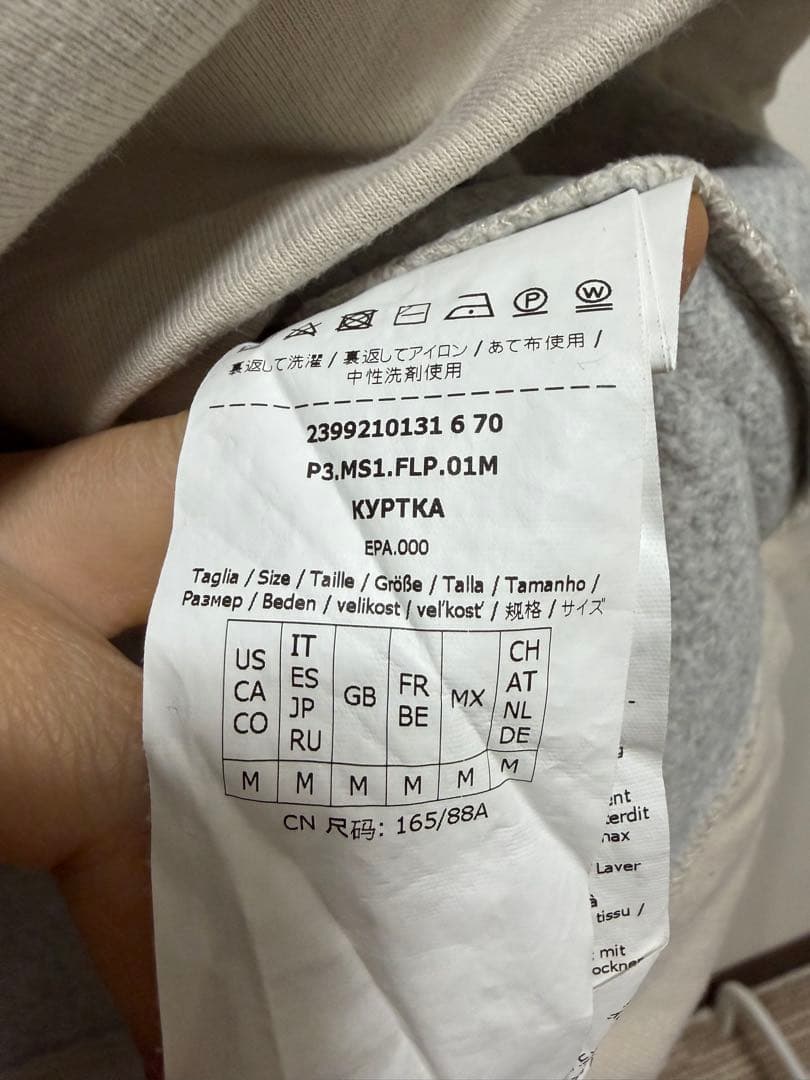 P
W
裏返して洗濯 / 裏返してアイロン / あて布使用 /
中性洗剤使用
2399210131 6 70
P3.MS1.FLP.01M
КУРТКА
EPA.000
Taglia / Size / Taille / Größe / Talla / Tamanho /
Размер / Beden / velikost / veľkosť / 规格 / サイズ
US CA CO
IT ES JP RU
GB
FR BE
MX
CH AT NL DE
M M M M M M
CN 尺码: 165/88A
Laver
tissu /
mit